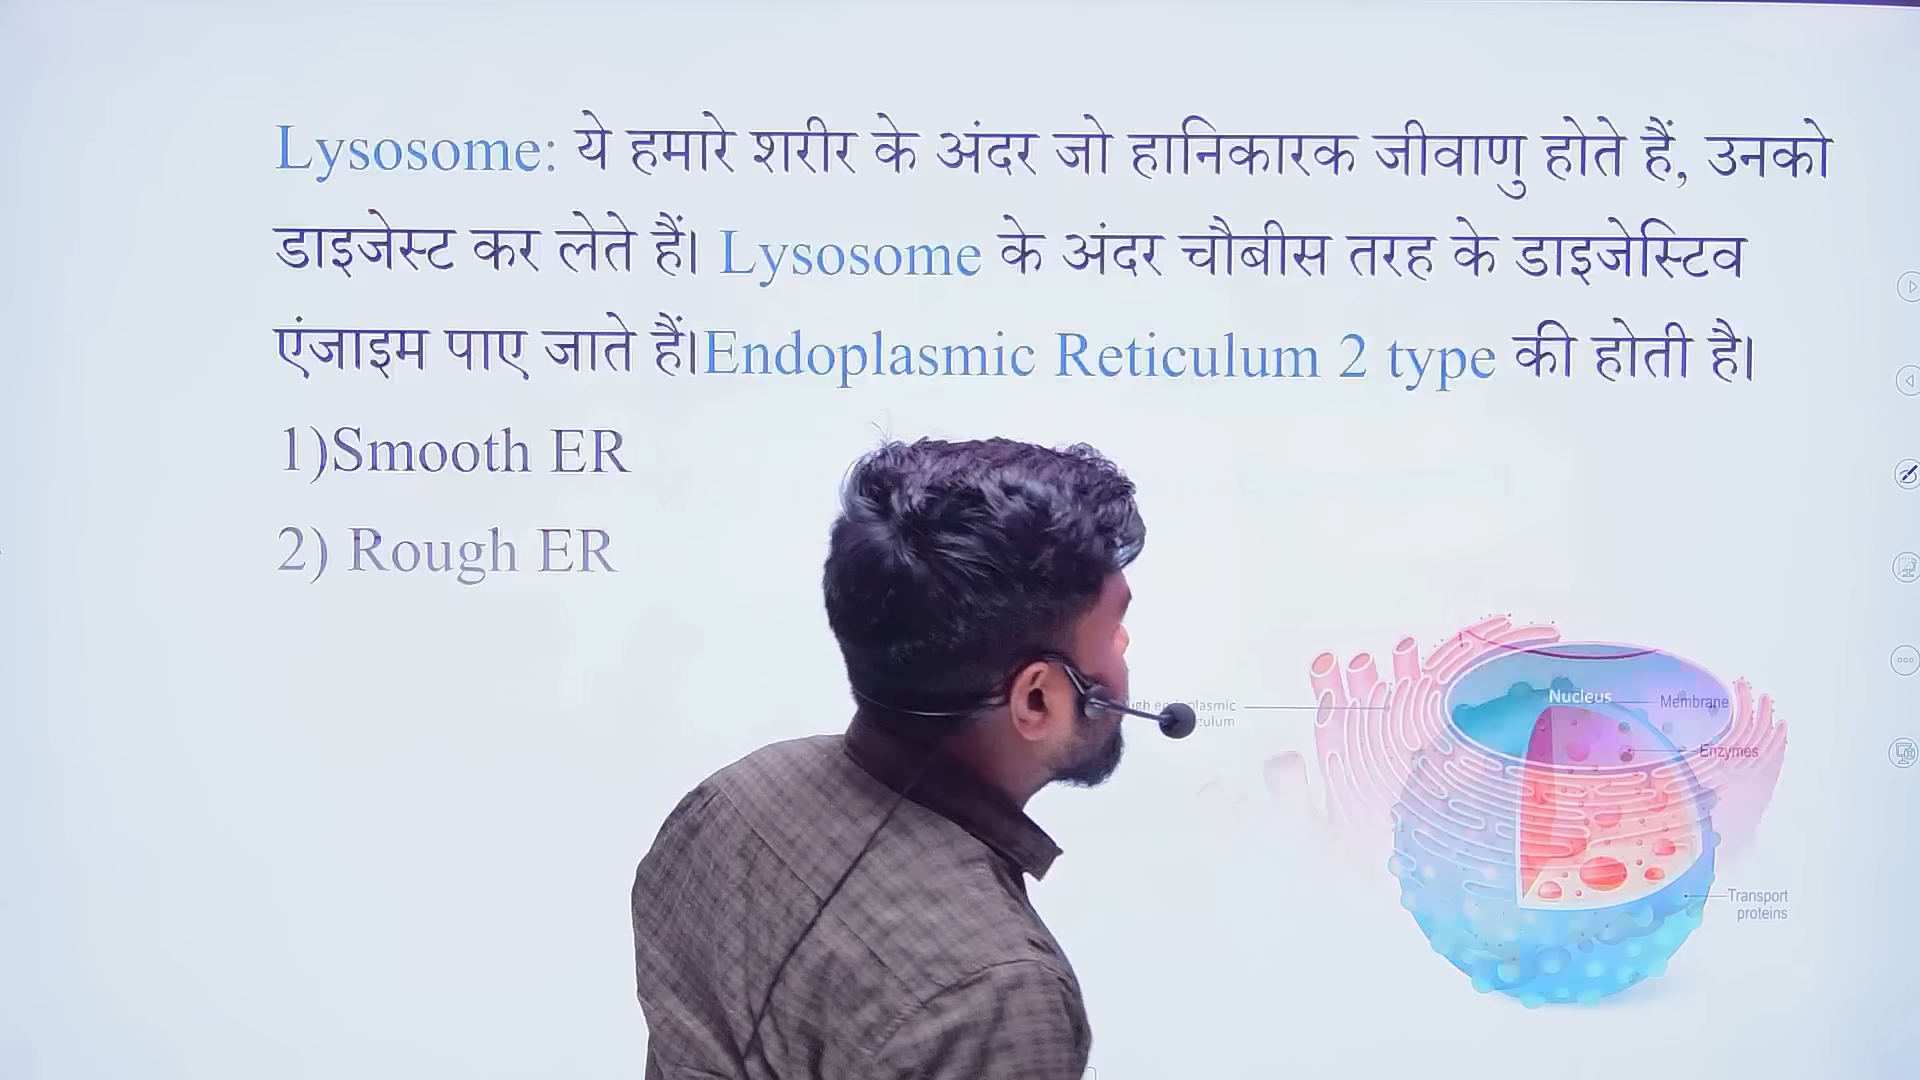 Lysosome: ये हमारे शरीर के अंदर जो हानिकारक जीवाणु होते हैं, उनको
डाइजेस्ट कर लेते हैं। Lysosome के अंदर चौबीस तरह के डाइजेस्टिव
एंजाइम पाए जाते हैं।Endoplasmic Reticulum 2 type की होती है।
1)Smooth ER
2) Rough ER
Nucleus
Membrane
Enzymes
Transport
proteins